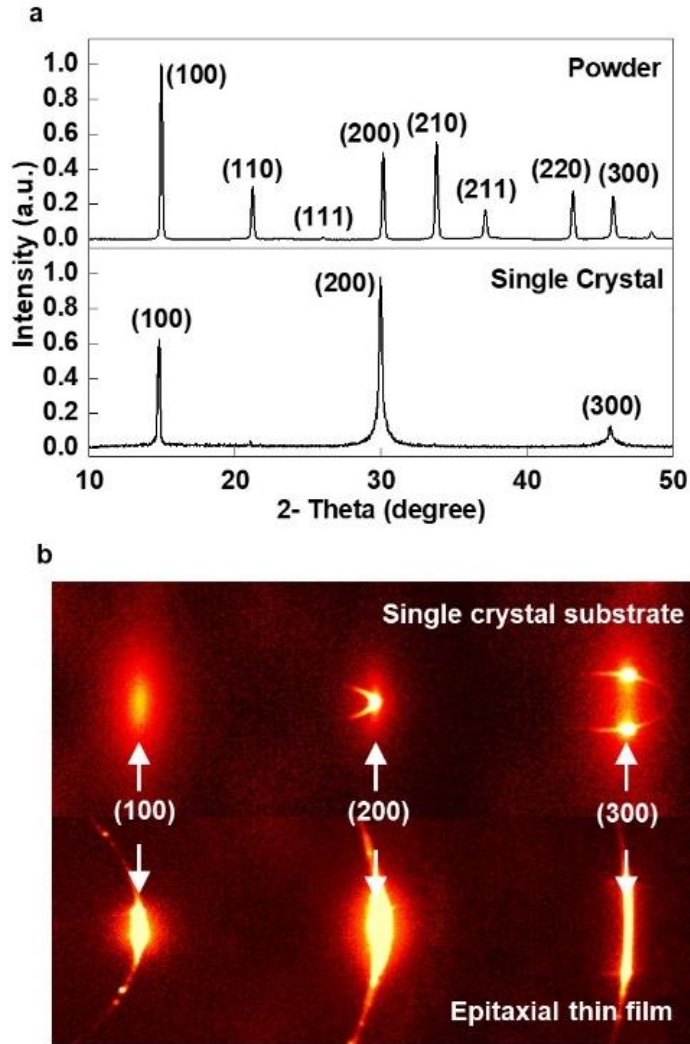 a
Powder
(100)
(110)
(111)
(200)
(210)
(211)
(220)
(300)
1.0
0.8
0.6
0.4
0.2
0.0
Intensity (a.u.)
Single Crystal
(100)
(200)
(300)
1.0
0.8
0.6
0.4
0.2
0.0
10 20 30 40 50
2- Theta (degree)
b
Single crystal substrate
(100) (200) (300)
Epitaxial thin film